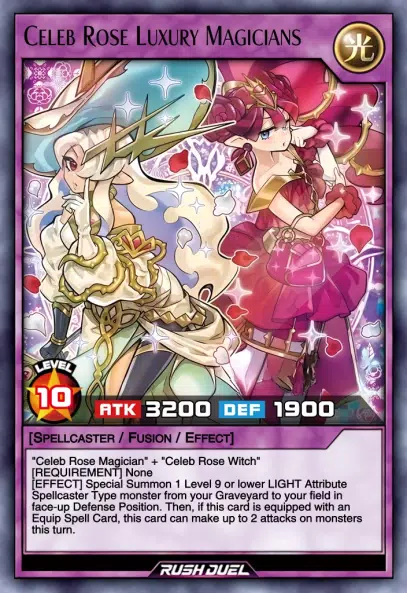 CELEB ROSE LUXURY MAGICIANS
光
LEVEL
10
ATK 3200 DEF 1900
[SPELLCASTER / FUSION / EFFECT]
"Celeb Rose Magician" + "Celeb Rose Witch"
[REQUIREMENT] None
[EFFECT] Special Summon 1 Level 9 or lower LIGHT Attribute
Spellcaster Type monster from your Graveyard to your field in
face-up Defense Position. Then, if this card is equipped with an
Equip Spell Card, this card can make up to 2 attacks on monsters
this turn.
RUSH DUEL